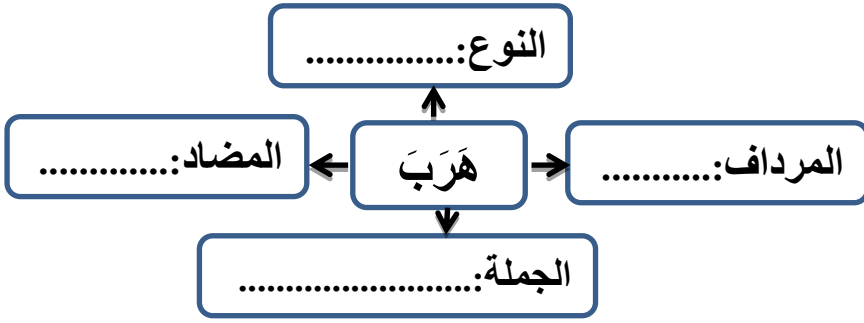 النوع:................
المرداف:............
هَرَبَ
المضاد:..............
الجملة:.........................